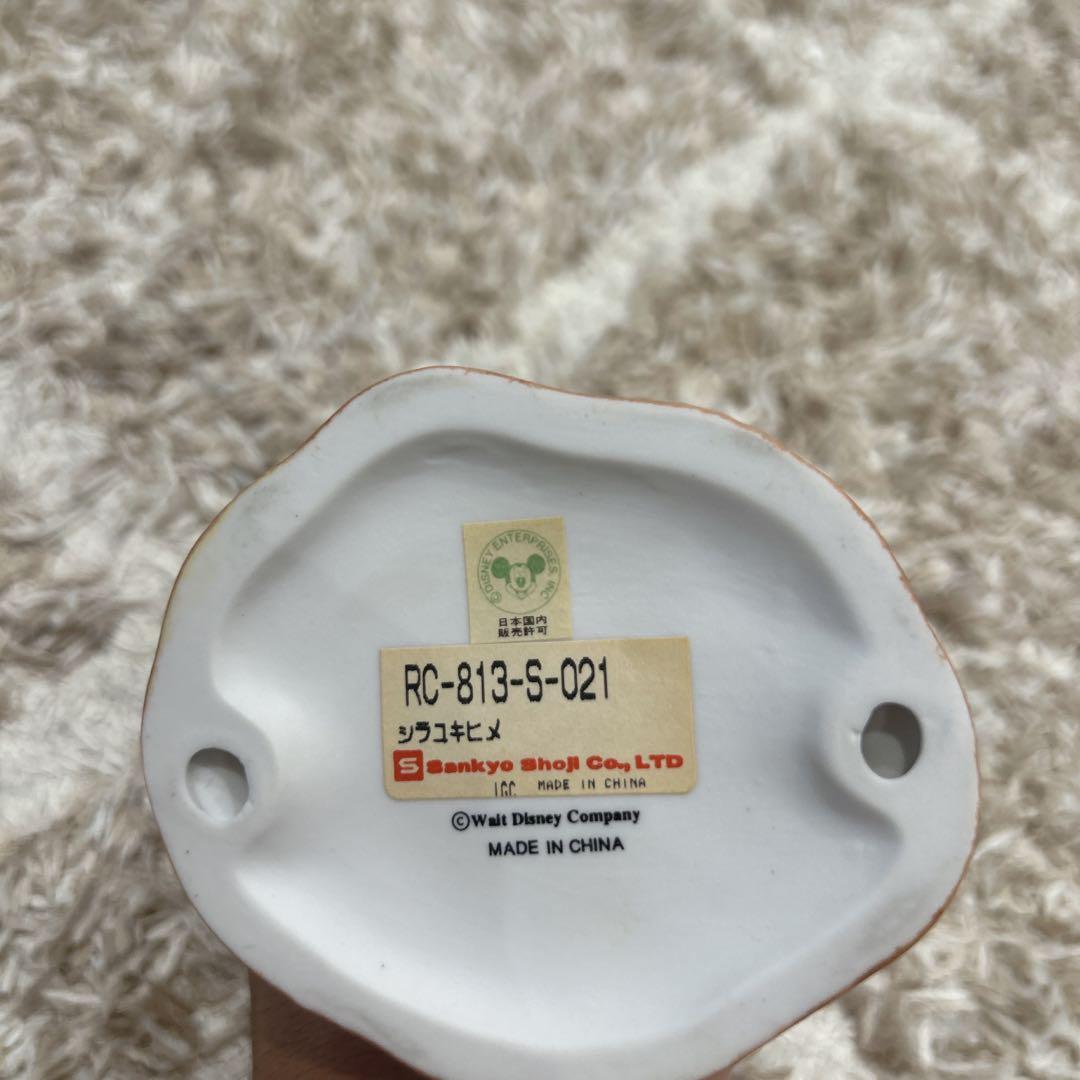 ©DISNEY ENTERPRISES, INC
日本国内
販売許可
RC-813-S-021
シラユキヒメ
S Sankyo Shoji Co., LTD
MADE IN CHINA
©Walt Disney Company
MADE IN CHINA